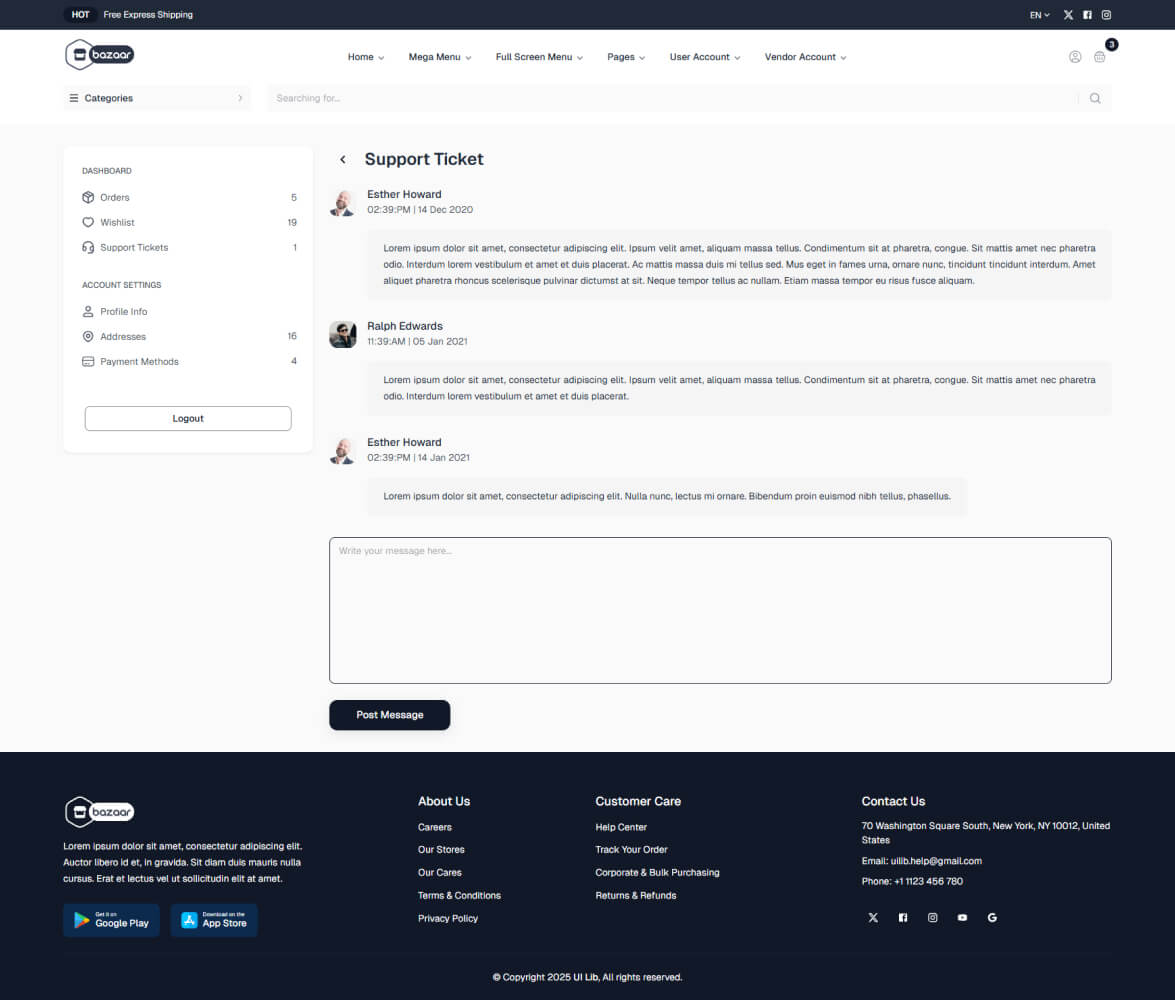 HOT Free Express Shipping EN
bazaar
Home Mega Menu Full Screen Menu Pages User Account Vendor Account 3
Categories Searching for...
DASHBOARD
Orders 5
Wishlist 19
Support Tickets 1
ACCOUNT SETTINGS
Profile Info
Addresses 16
Payment Methods 4
Logout
Support Ticket
Esther Howard
02:39:PM | 14 Dec 2020
Lorem ipsum dolor sit amet, consectetur adipiscing elit. Ipsum velit amet, aliquam massa tellus. Condimentum sit at pharetra, congue. Sit mattis amet nec pharetra
odio. Interdum lorem vestibulum et amet et duis placerat. Ac mattis massa duis mi tellus sed. Mus eget in fames urna, ornare nunc, tincidunt tincidunt interdum. Amet
aliquet pharetra rhoncus scelerisque pulvinar dictumst at sit. Neque tempor tellus ac nullam. Etiam massa tempor eu risus fusce aliquam.
Ralph Edwards
11:39:AM | 05 Jan 2021
Lorem ipsum dolor sit amet, consectetur adipiscing elit. Ipsum velit amet, aliquam massa tellus. Condimentum sit at pharetra, congue. Sit mattis amet nec pharetra
odio. Interdum lorem vestibulum et amet et duis placerat.
Esther Howard
02:39:PM | 14 Jan 2021
Lorem ipsum dolor sit amet, consectetur adipiscing elit. Nulla nunc, lectus mi ornare. Bibendum proin euismod nibh tellus, phasellus.
Write your message here...
Post Message
bazaar
Lorem ipsum dolor sit amet, consectetur adipiscing elit.
Auctor libero id et, in gravida. Sit diam duis mauris nulla
cursus. Erat et lectus vel ut sollicitudin elit at amet.
Get it on
Google Play
Download on the
App Store
About Us
Careers
Our Stores
Our Cares
Terms & Conditions
Privacy Policy
Customer Care
Help Center
Track Your Order
Corporate & Bulk Purchasing
Returns & Refunds
Contact Us
70 Washington Square South, New York, NY 10012, United
States
Email: uilib.help@gmail.com
Phone: +1 1123 456 780
© Copyright 2025 UI Lib, All rights reserved.